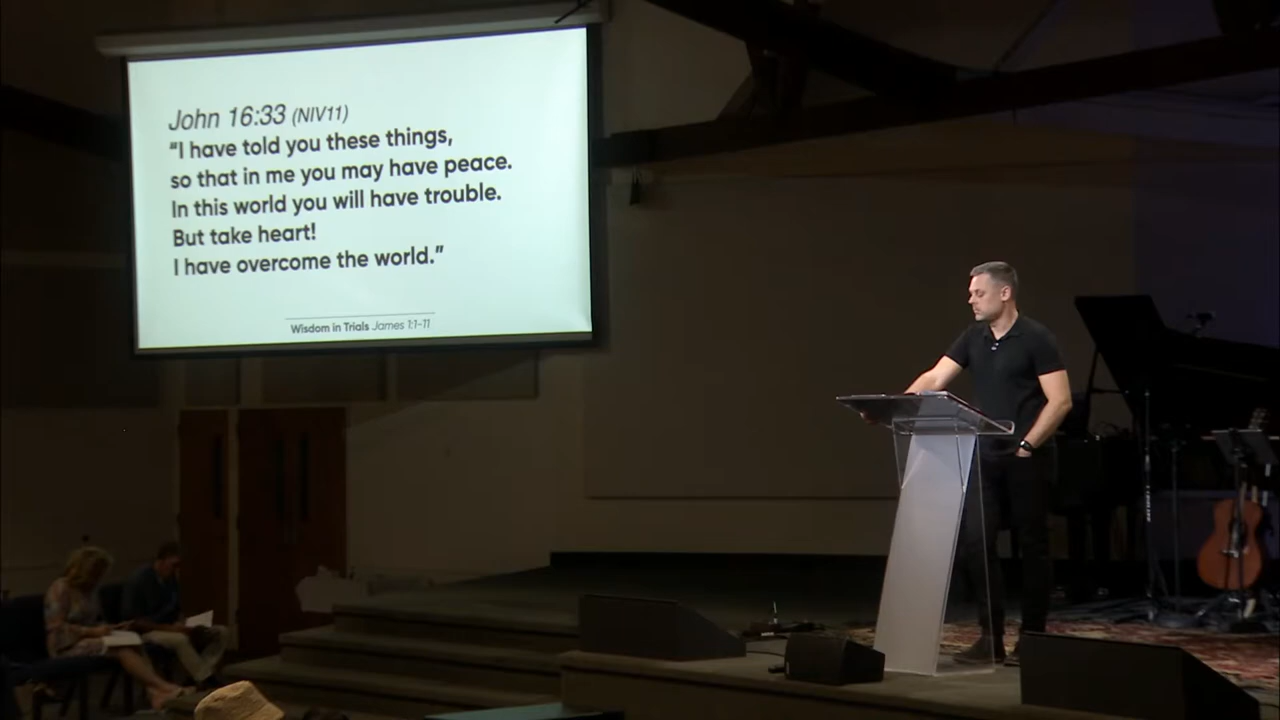 John 16:33 (NIV11)
“I have told you these things,
so that in me you may have peace.
In this world you will have trouble.
But take heart!
I have overcome the world.”
Wisdom in Trials James 1:1-11